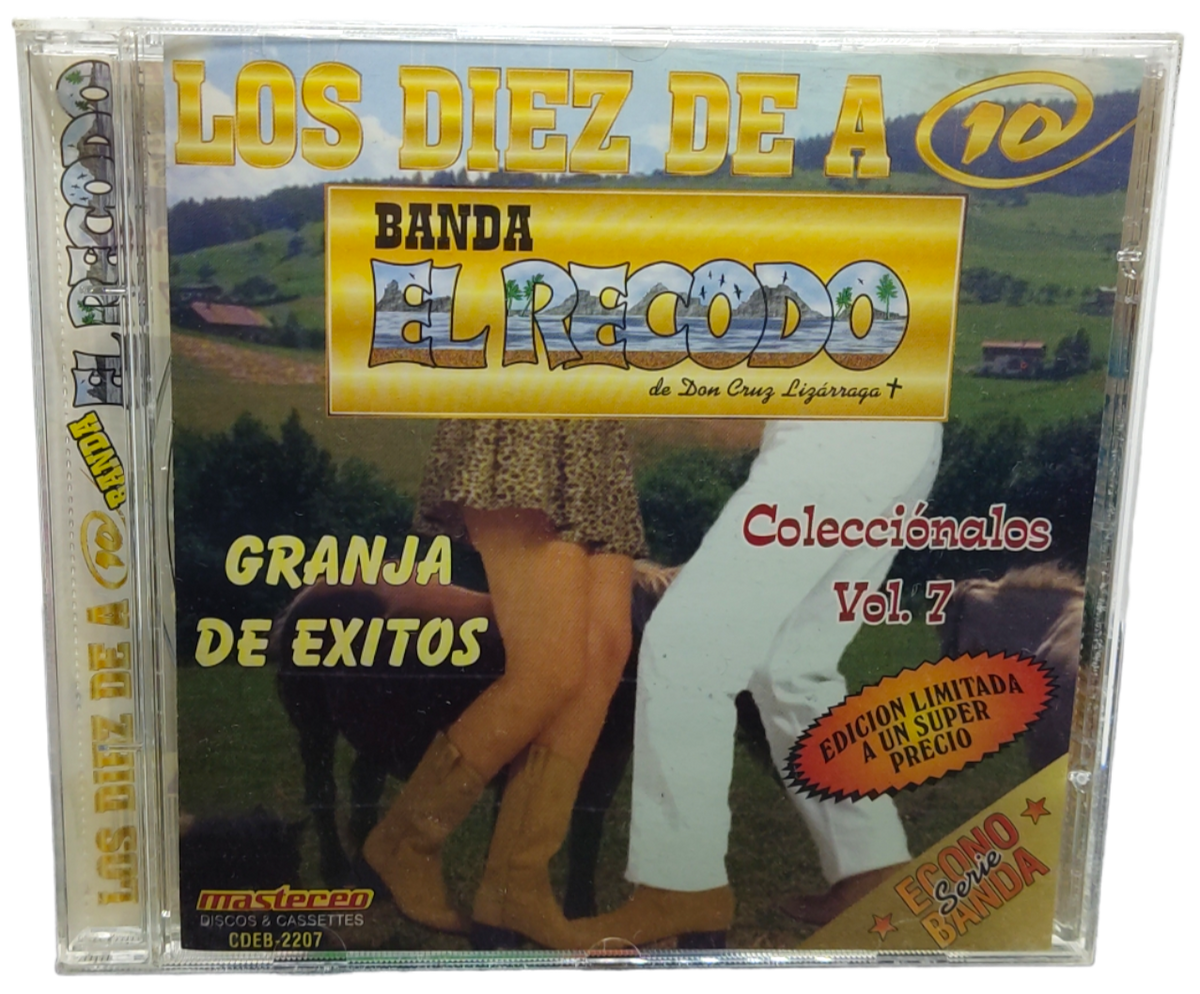 LOS DIEZ DE A 10
BANDA
EL RECODO
de Don Cruz Lizárraga †
GRANJA
DE EXITOS
Colecciónalos
Vol. 7
EDICION LIMITADA
A UN SUPER
PRECIO
ECONO
Serie
BANDA
mastereo
DISCOS & CASSETTES
CDEB-2207
LOS DIEZ DE A 10 BANDA EL RECODO